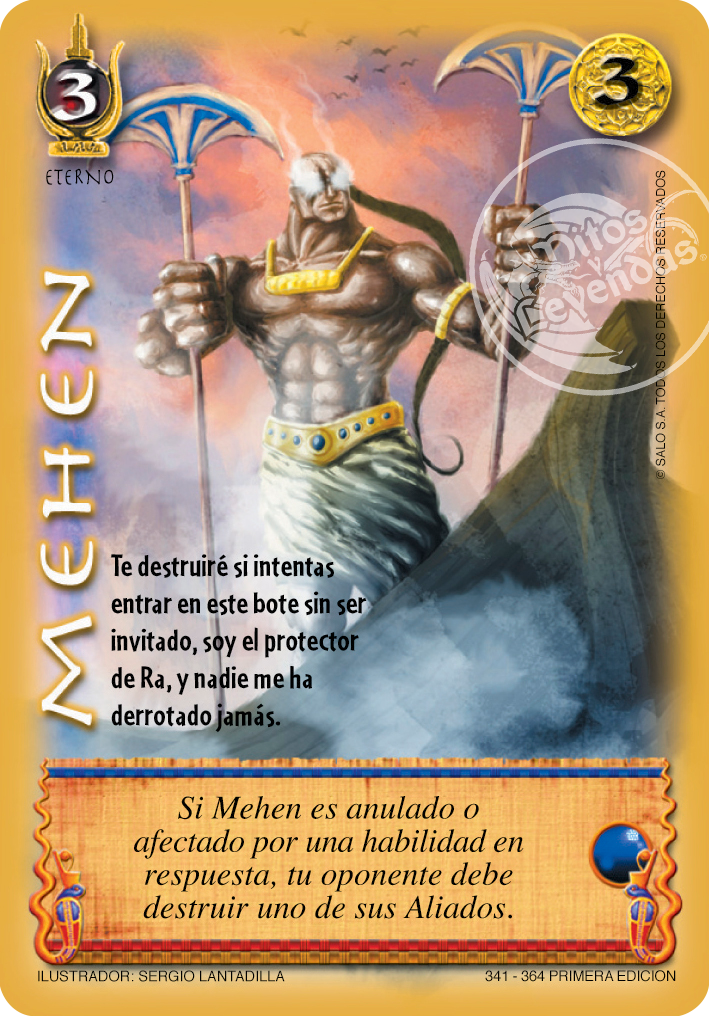 3
3
ETERNO
Mitos
y
Leyendas
MEHEN
© SALO S.A. TODOS LOS DERECHOS RESERVADOS
Te destruiré si intentas
entrar en este bote sin ser
invitado, soy el protector
de Ra, y nadie me ha
derrotado jamás.
Si Mehen es anulado o
afectado por una habilidad en
respuesta, tu oponente debe
destruir uno de sus Aliados.
ILUSTRADOR: SERGIO LANTADILLA
341 - 364 PRIMERA EDICION